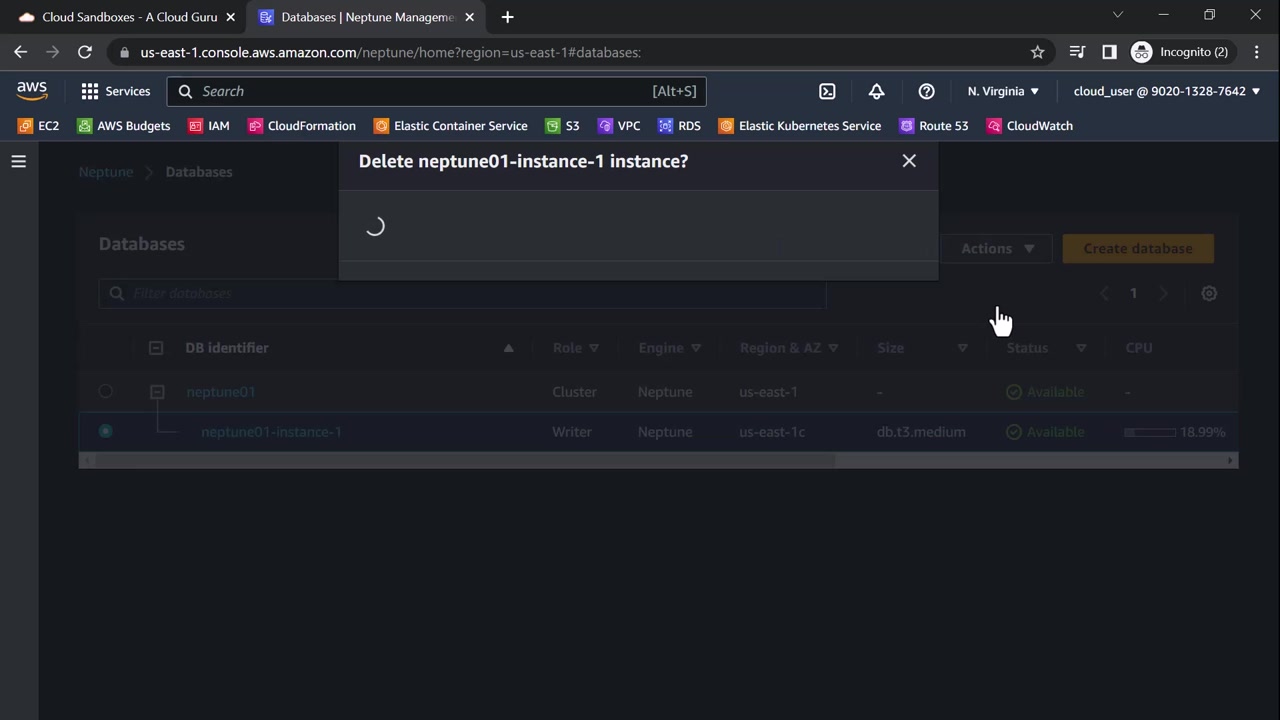 Cloud Sandboxes - A Cloud Guru
Databases | Neptune Manageme
us-east-1.console.aws.amazon.com/neptune/home?region=us-east-1#databases:
Incognito (2)
aws
Services
Search
[Alt+S]
N. Virginia
cloud_user @ 9020-1328-7642
EC2
AWS Budgets
IAM
CloudFormation
Elastic Container Service
S3
VPC
RDS
Elastic Kubernetes Service
Route 53
CloudWatch
Neptune
Databases
Delete neptune01-instance-1 instance?
Databases
Actions
Create database
Filter databases
1
DB identifier
Role
Engine
Region & AZ
Size
Status
CPU
neptune01
Cluster
Neptune
us-east-1
-
Available
-
neptune01-instance-1
Writer
Neptune
us-east-1c
db.t3.medium
Available
18.99%